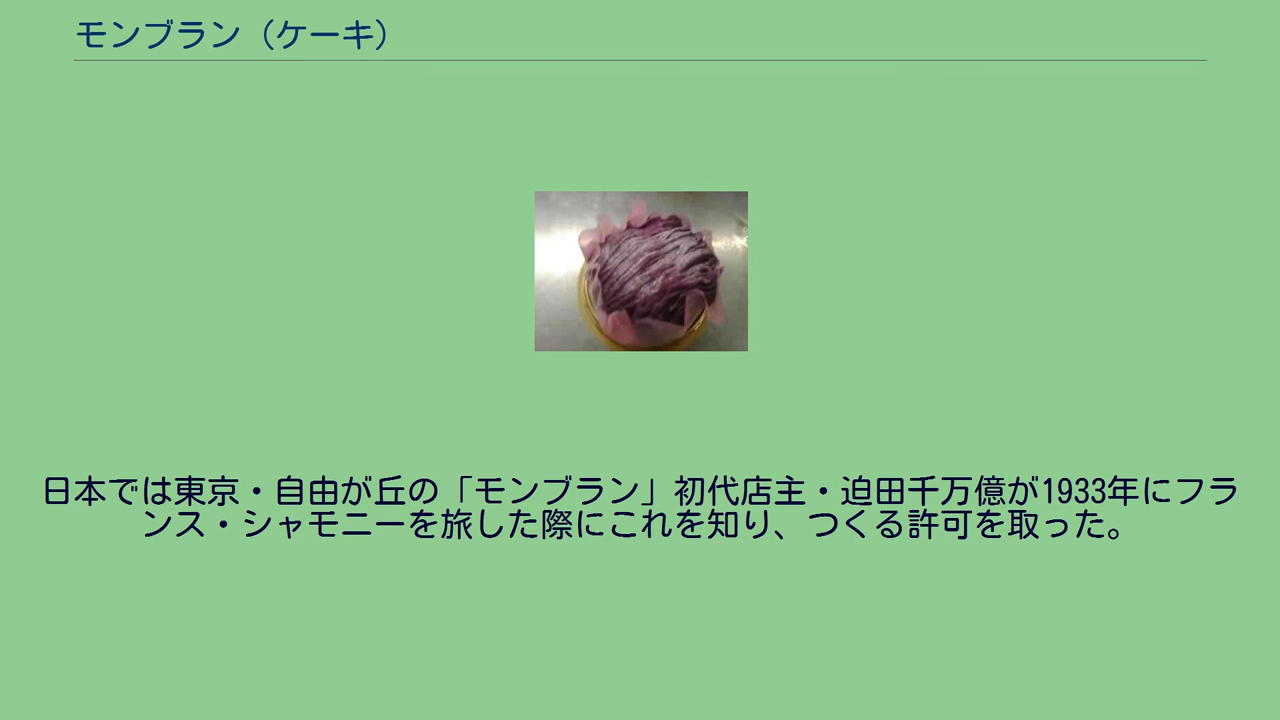 モンブラン（ケーキ）
日本では東京・自由が丘の「モンブラン」初代店主・迫田千万億が1933年にフラ
ンス・シャモニーを旅した際にこれを知り、つくる許可を取った。